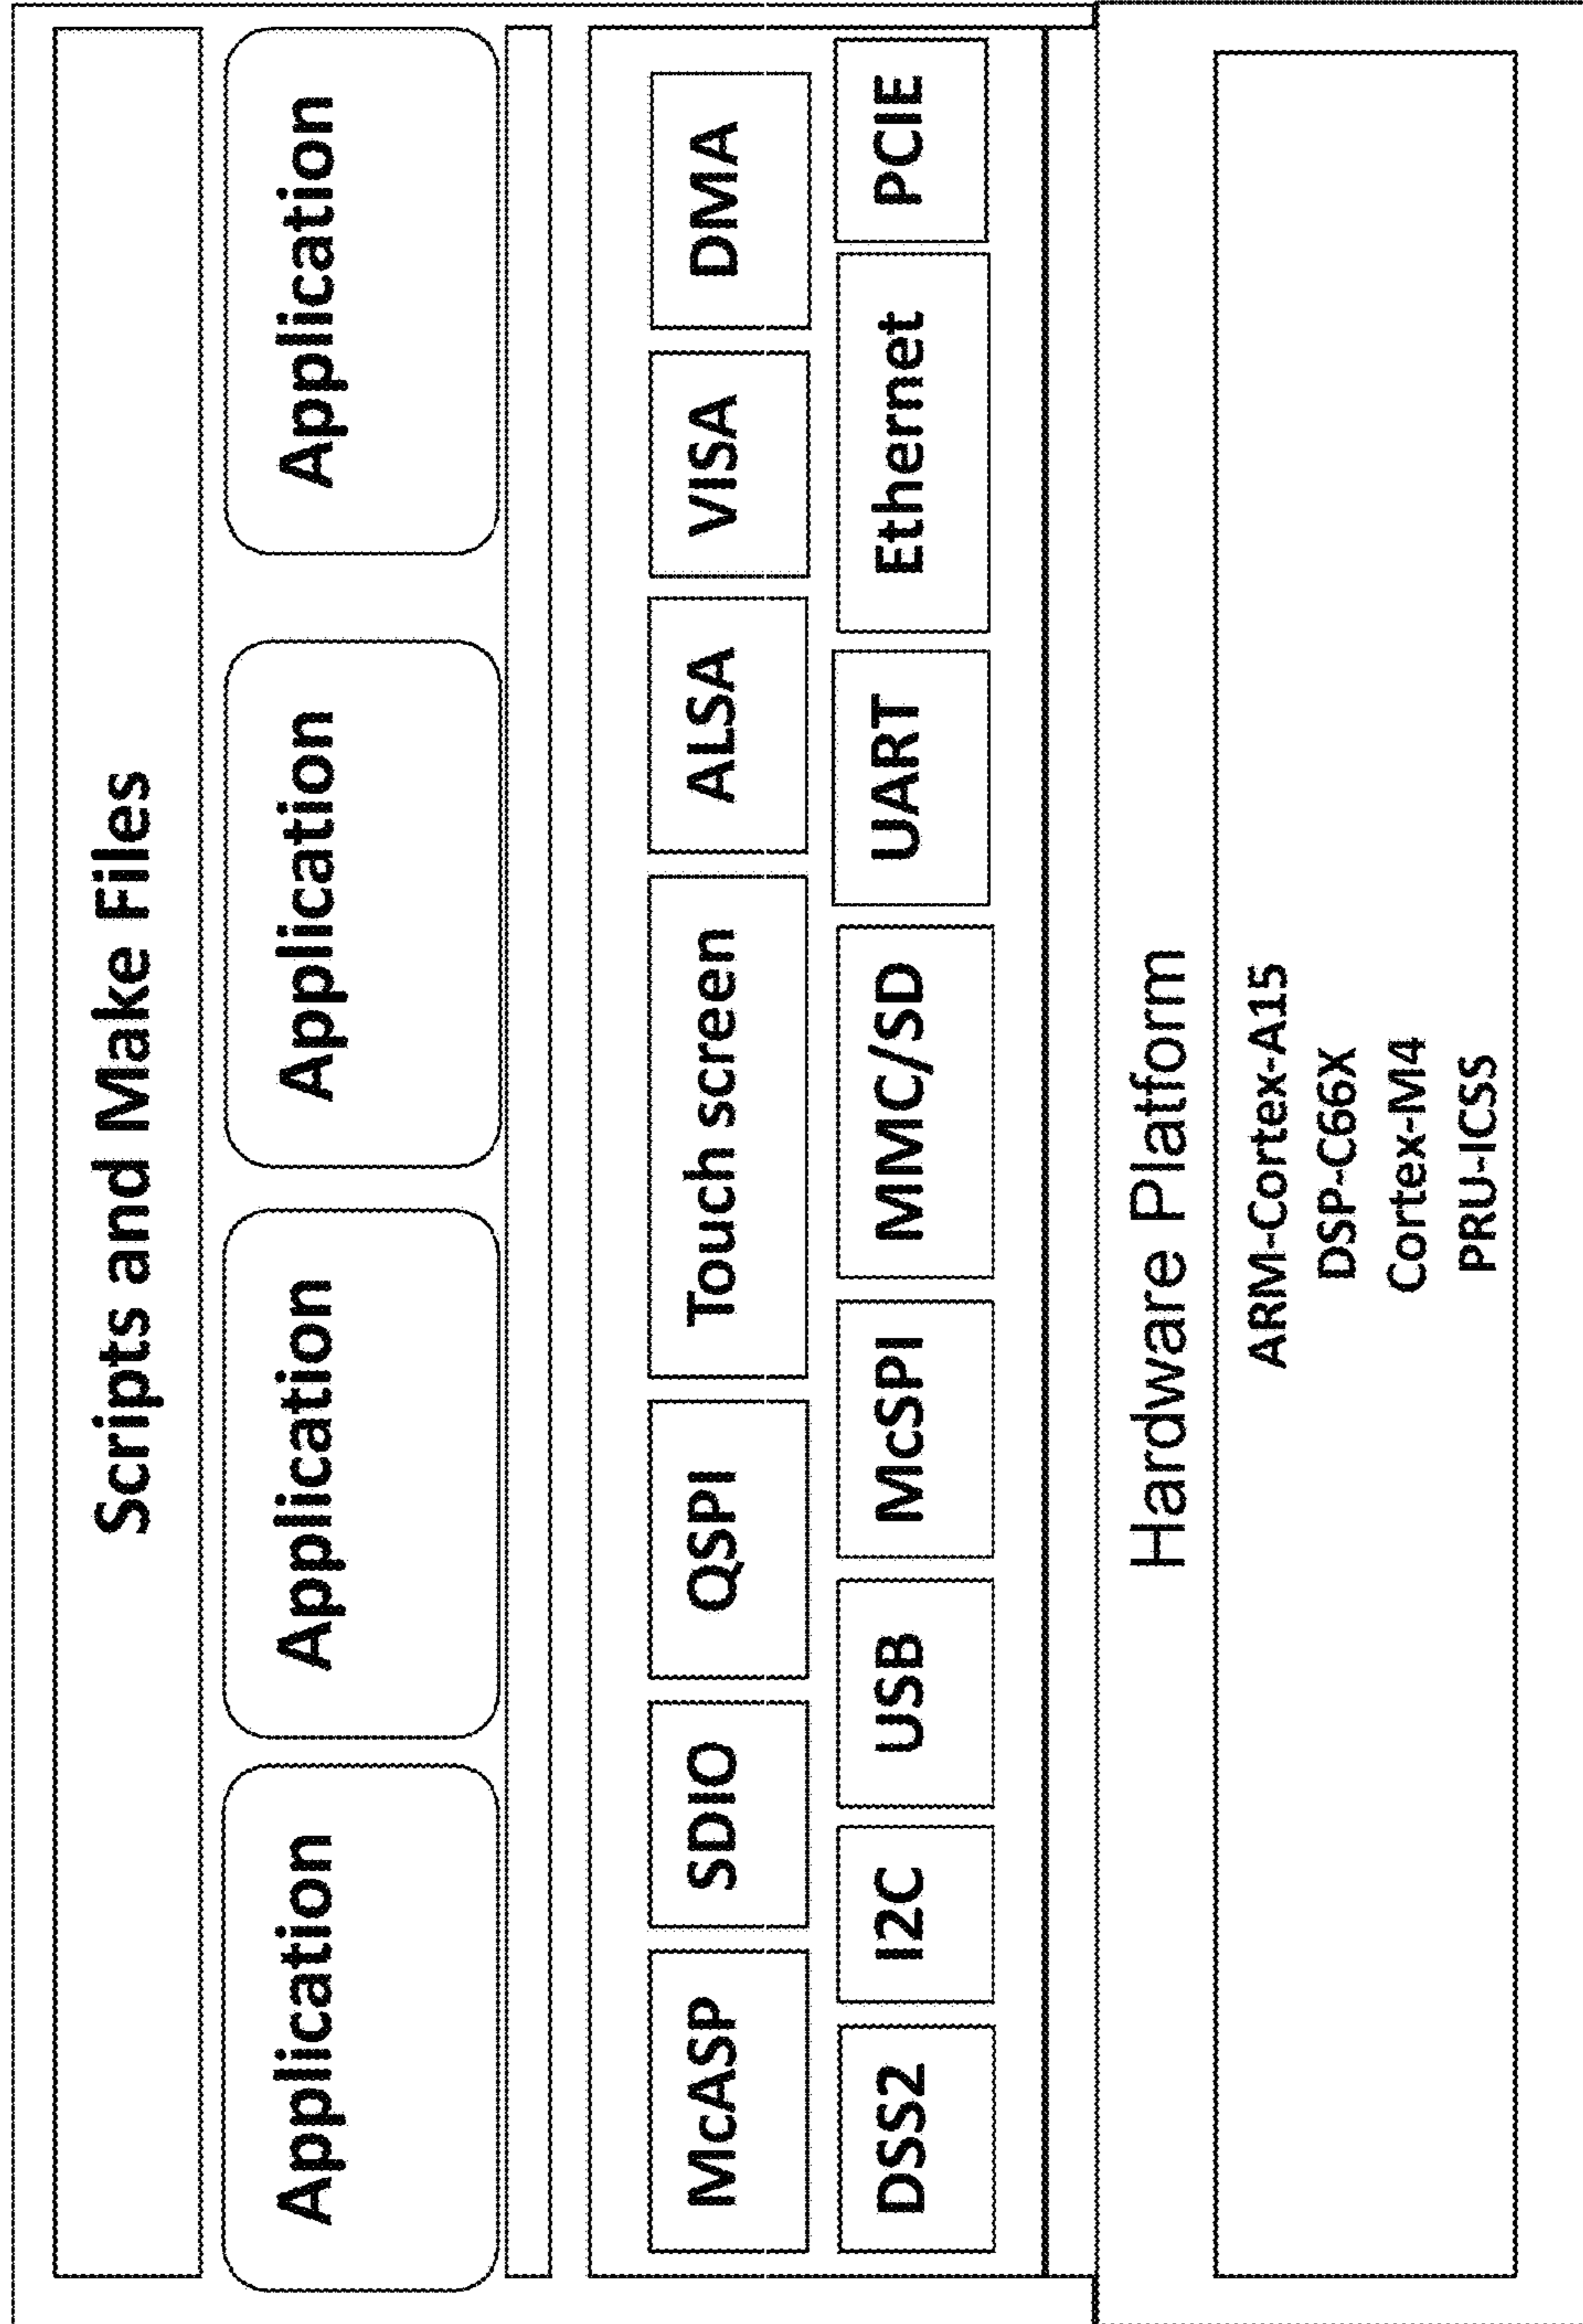 Scripts and Make Files
Application Application Application Application
McASP SDIO QSPI Touch screen ALSA VISA DMA
DSS2 I2C USB McSPI MMC/SD UART Ethernet PCIE
Hardware Platform
ARM-Cortex-A15
DSP-C66X
Cortex-M4
PRU-ICSS